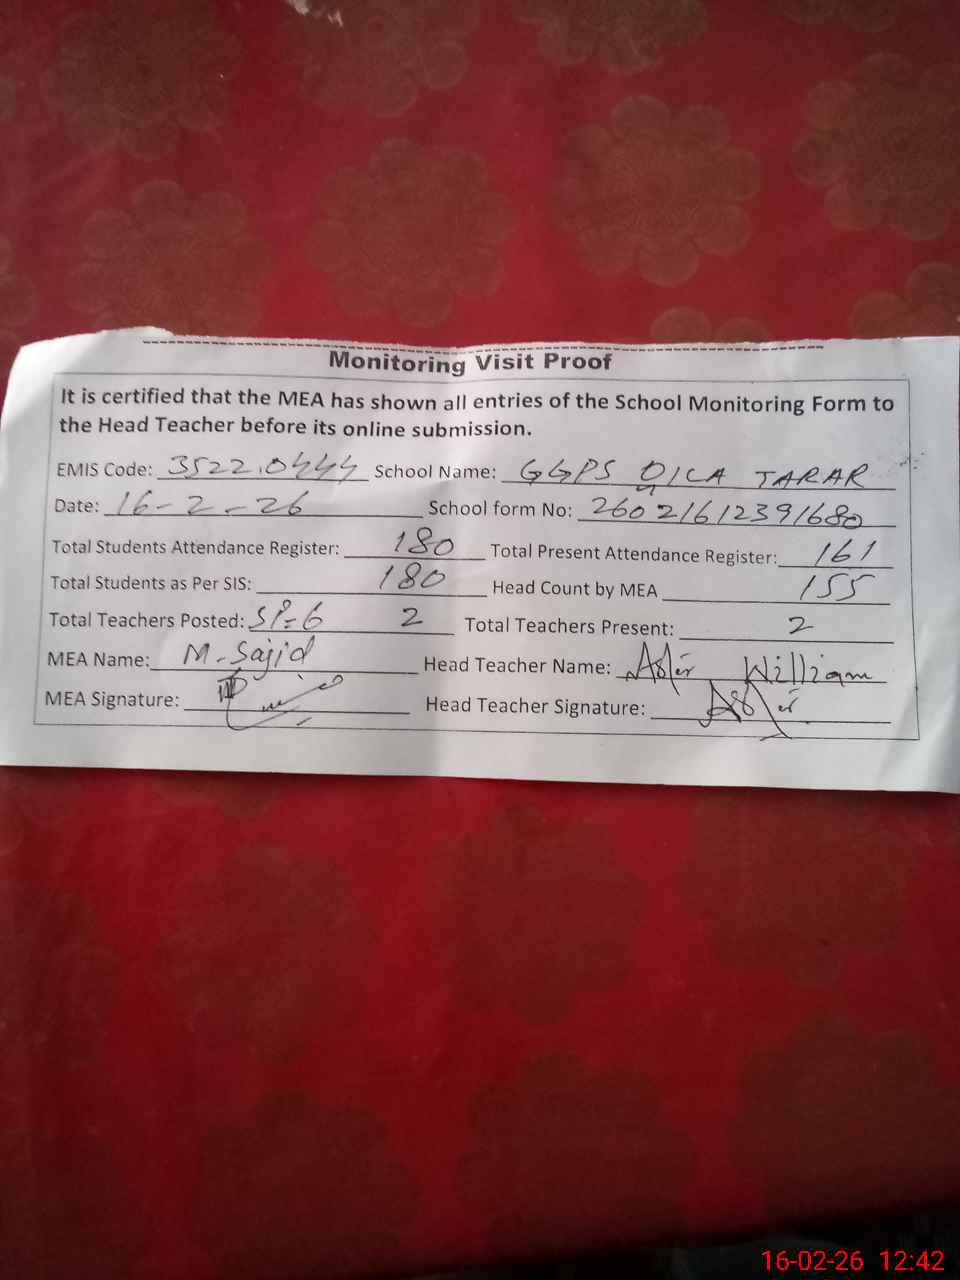 Monitoring Visit Proof
It is certified that the MEA has shown all entries of the School Monitoring Form to
the Head Teacher before its online submission.
EMIS Code: 35220444 School Name: GGPS QILA TARAR
Date: 16-2-26 School form No: 26021612391680
Total Students Attendance Register: 180 Total Present Attendance Register: 161
Total Students as Per SIS: 180 Head Count by MEA 155
Total Teachers Posted: 2 Total Teachers Present: 2
MEA Name: M-Sajid Head Teacher Name: William
MEA Signature: Head Teacher Signature:
16-02-26 12:42